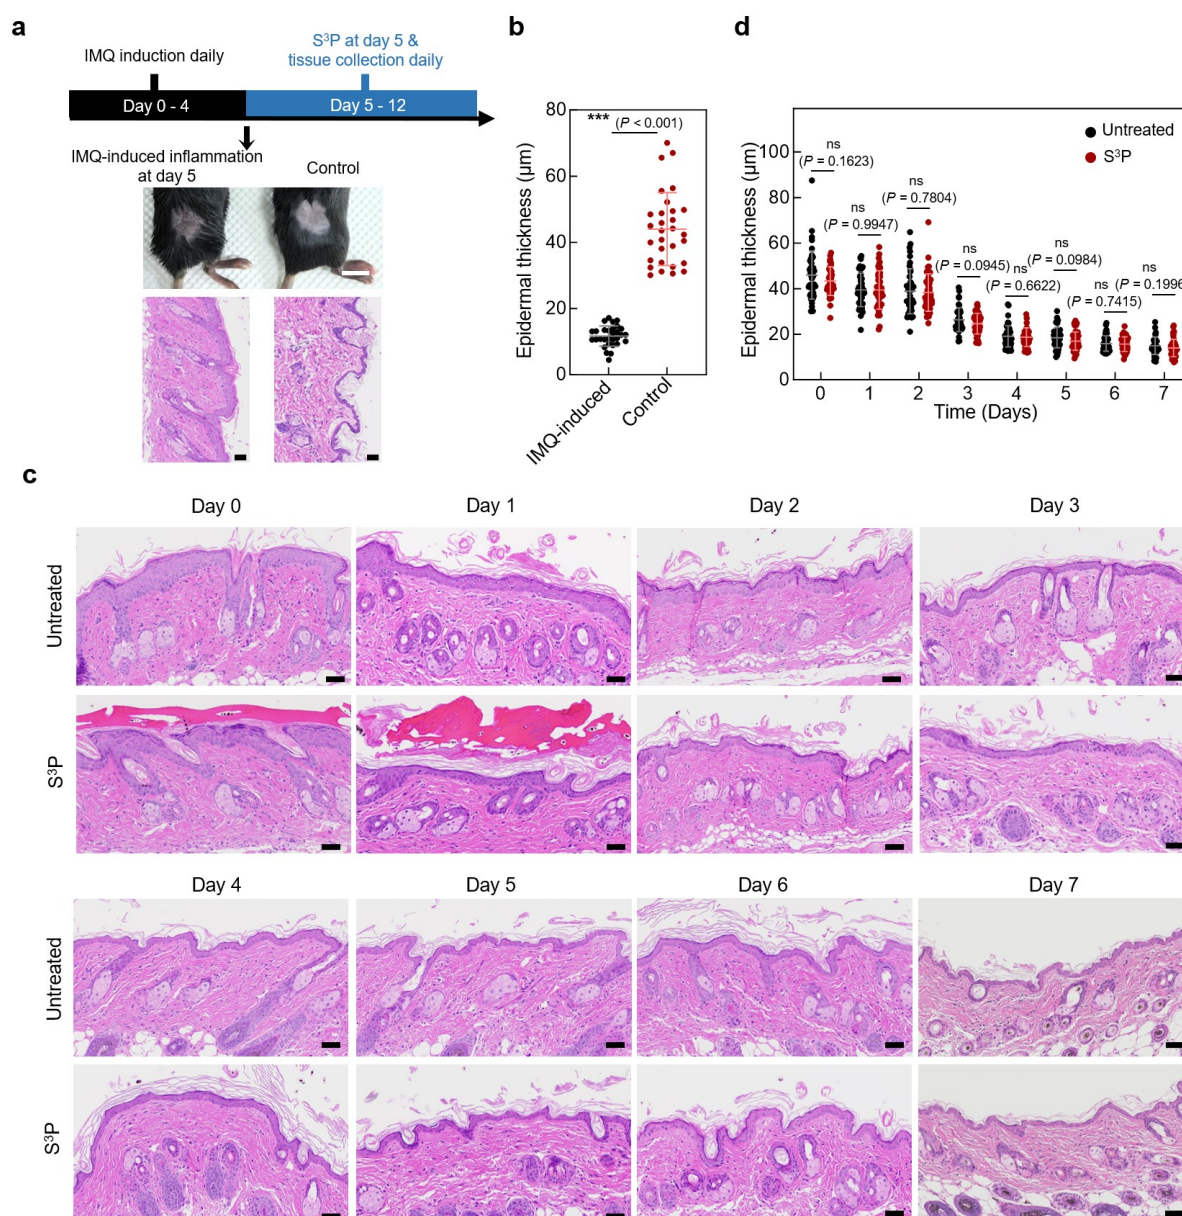 a
IMQ induction daily
S³P at day 5 &
tissue collection daily
Day 0 - 4
Day 5 - 12
IMQ-induced inflammation
at day 5
Control
b
Epidermal thickness (μm)
80
60
40
20
0
*** (P < 0.001)
IMQ-induced
Control
d
Epidermal thickness (μm)
100
80
60
40
20
0
Untreated
S³P
ns
(P = 0.1623)
ns
(P = 0.9947)
ns
(P = 0.7804)
ns
(P = 0.0945)
ns
(P = 0.6622)
ns
(P = 0.0984)
ns
(P = 0.7415)
ns
(P = 0.1996
0 1 2 3 4 5 6 7
Time (Days)
c
Day 0 Day 1 Day 2 Day 3
Untreated
S³P
Day 4 Day 5 Day 6 Day 7
Untreated
S³P